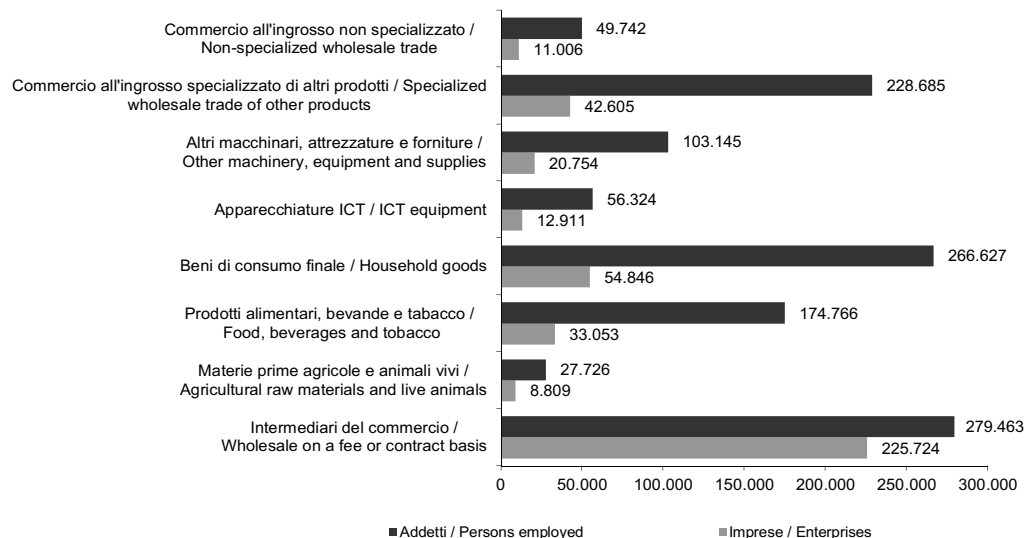 Commercio all'ingrosso non specializzato /
Non-specialized wholesale trade
49.742
11.006
Commercio all'ingrosso specializzato di altri prodotti / Specialized
wholesale trade of other products
228.685
42.605
Altri macchinari, attrezzature e forniture /
Other machinery, equipment and supplies
103.145
20.754
Apparecchiature ICT / ICT equipment
56.324
12.911
Beni di consumo finale / Household goods
266.627
54.846
Prodotti alimentari, bevande e tabacco /
Food, beverages and tobacco
174.766
33.053
Materie prime agricole e animali vivi /
Agricultural raw materials and live animals
27.726
8.809
Intermediari del commercio /
Wholesale on a fee or contract basis
279.463
225.724
0 50.000 100.000 150.000 200.000 250.000 300.000
Addetti / Persons employed Imprese / Enterprises